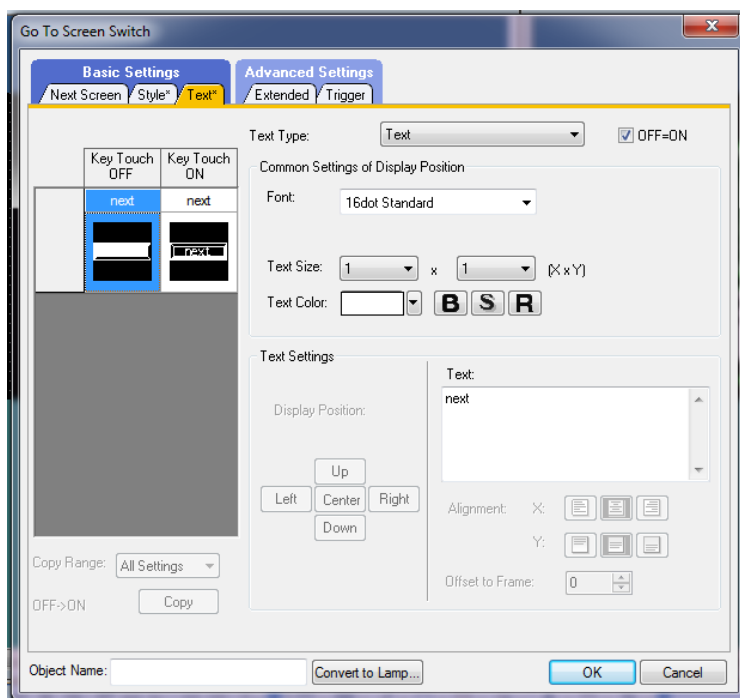 Go To Screen Switch
Basic Settings
Advanced Settings
Next Screen
Style*
Text*
Extended
Trigger
Text Type:
Text
OFF=ON
Key Touch OFF
Key Touch ON
next
next
next
Common Settings of Display Position
Font:
16dot Standard
Text Size:
1
x
1
(X x Y)
Text Color:
B
S
R
Text Settings
Display Position:
Up
Left
Center
Right
Down
Text:
next
Alignment:
X:
Y:
Offset to Frame:
0
Copy Range:
All Settings
OFF->ON
Copy
Object Name:
Convert to Lamp...
OK
Cancel